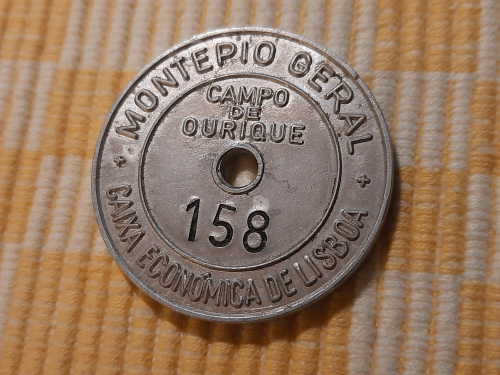 MONTEPIO GERAL
CAMPO
DE
OURIQUE
158
CAIXA ECONÓMICA DE LISBOA